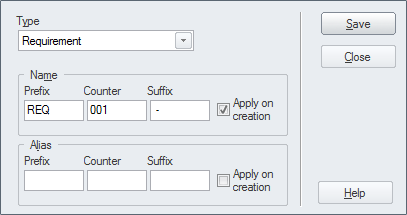 Type
Save
Requirement
Close
Name
Prefix Counter Suffix
REQ 001 - Apply on
creation
Alias
Prefix Counter Suffix
Apply on
creation
Help